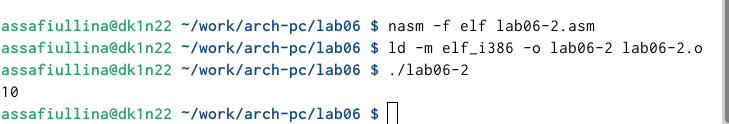 assafiullina@dk1n22 ~/work/arch-pc/lab06 $ nasm -f elf lab06-2.asm
assafiullina@dk1n22 ~/work/arch-pc/lab06 $ ld -m elf_i386 -o lab06-2 lab06-2.o
assafiullina@dk1n22 ~/work/arch-pc/lab06 $ ./lab06-2
10
assafiullina@dk1n22 ~/work/arch-pc/lab06 $